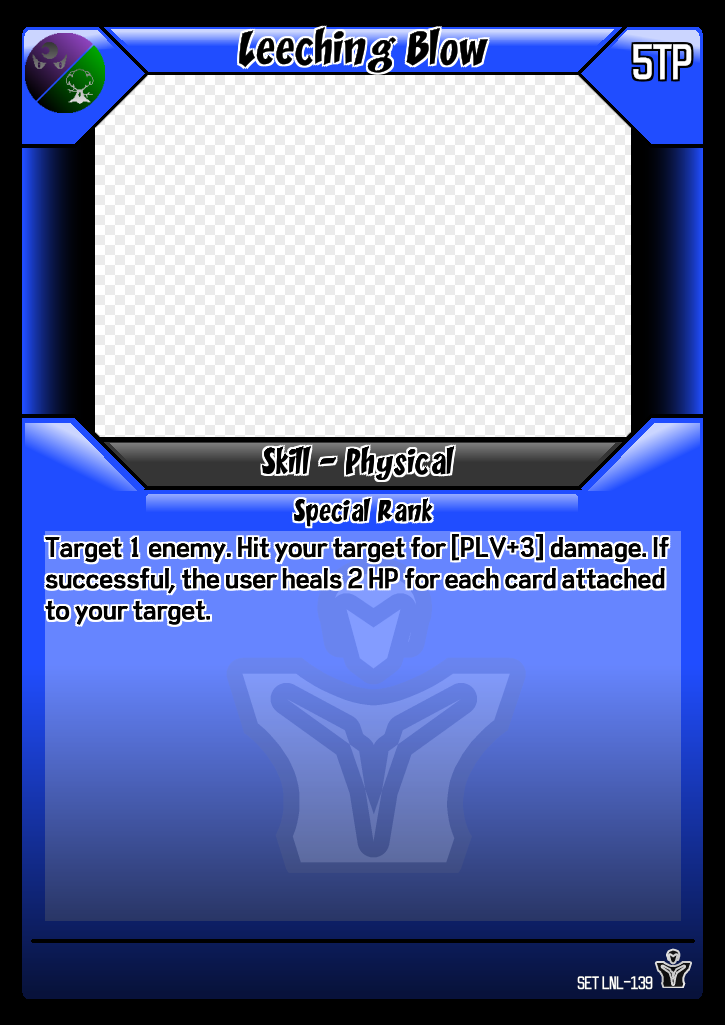 Leeching Blow
5TP
Skill - Physical
Special Rank
Target 1 enemy. Hit your target for [PLV+3] damage. If
successful, the user heals 2 HP for each card attached
to your target.
SET LNL-139